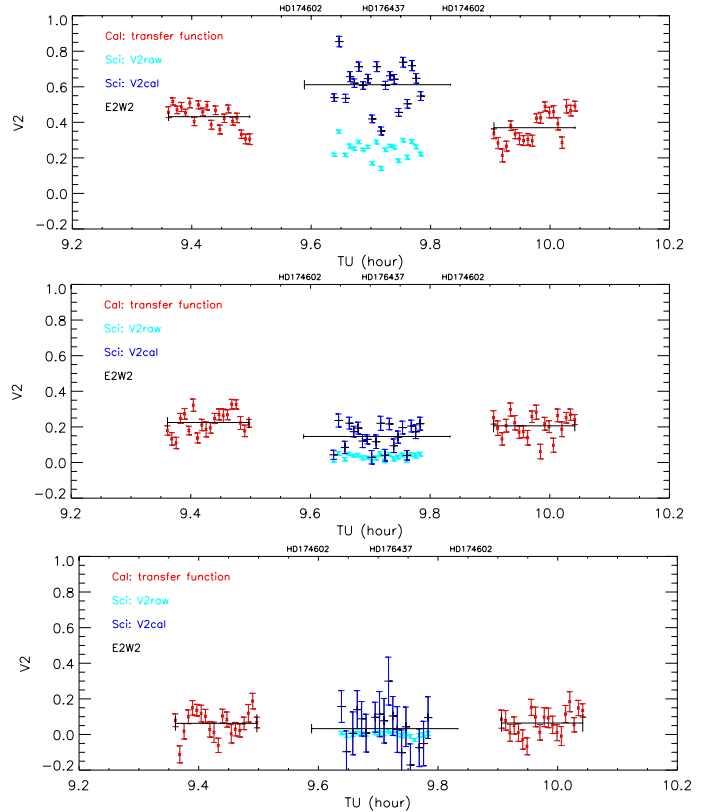 HD174602 HD176437 HD174602
1.0
Cal: transfer function
0.8
Sci: V2raw
0.6
Sci: V2cal
E2W2
V2
0.4
0.2
0.0
-0.2
9.2 9.4 9.6 9.8 10.0 10.2
TU (hour)
HD174602 HD176437 HD174602
1.0
Cal: transfer function
0.8
Sci: V2raw
0.6
Sci: V2cal
E2W2
V2
0.4
0.2
0.0
-0.2
9.2 9.4 9.6 9.8 10.0 10.2
TU (hour)
HD174602 HD176437 HD174602
1.0
Cal: transfer function
0.8
Sci: V2raw
0.6
Sci: V2cal
E2W2
V2
0.4
0.2
0.0
-0.2
9.2 9.4 9.6 9.8 10.0 10.2
TU (hour)